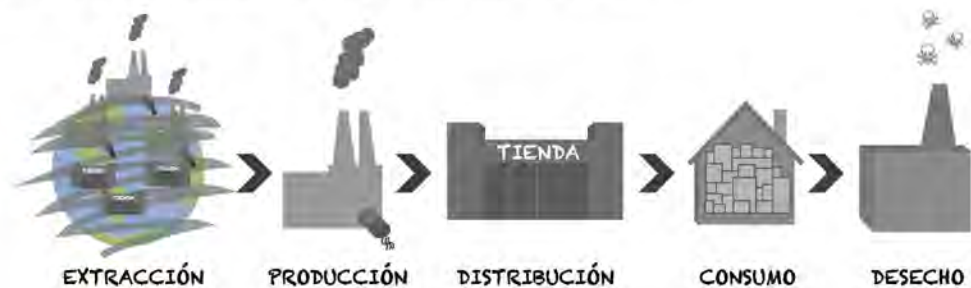 TIENDA
EXTRACCIÓN
PRODUCCIÓN
DISTRIBUCIÓN
CONSUMO
DESECHO